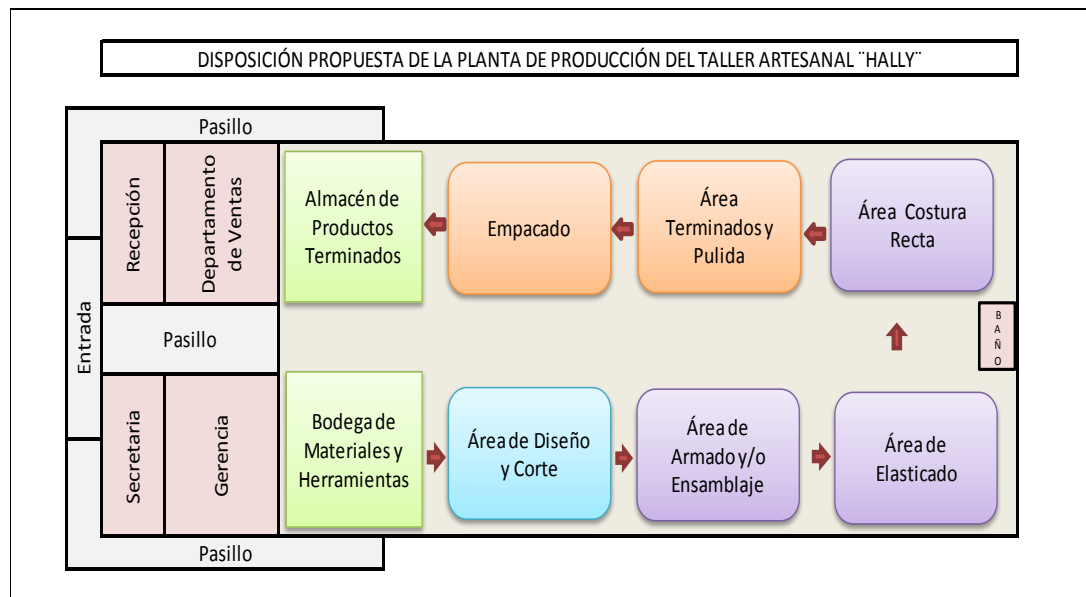 DISPOSICIÓN PROPUESTA DE LA PLANTA DE PRODUCCIÓN DEL TALLER ARTESANAL ¨HALLY¨
Pasillo
Recepción
Departamento
de Ventas
Almacén de
Productos
Terminados
Empacado
Área
Terminados y
Pulida
Área Costura
Recta
Entrada
Pasillo
BAÑO
Secretaria
Gerencia
Bodega de
Materiales y
Herramientas
Área de Diseño
y Corte
Área de
Armado y/o
Ensamblaje
Área de
Elasticado
Pasillo